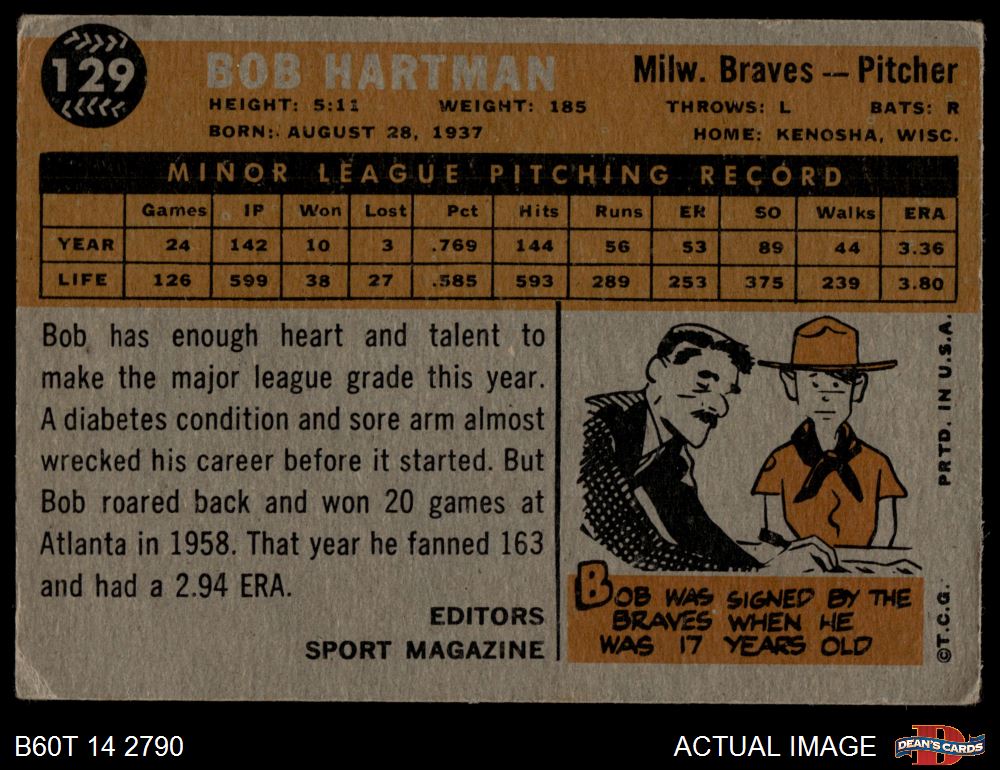 129
BOB HARTMAN
Milw. Braves -- Pitcher
HEIGHT: 5:11 WEIGHT: 185 THROWS: L BATS: R
BORN: AUGUST 28, 1937 HOME: KENOSHA, WISC.
MINOR LEAGUE PITCHING RECORD
Games IP Won Lost Pct Hits Runs ER SO Walks ERA
YEAR 24 142 10 3 .769 144 56 53 89 44 3.36
LIFE 126 599 38 27 .585 593 289 253 375 239 3.80
Bob has enough heart and talent to
make the major league grade this year.
A diabetes condition and sore arm almost
wrecked his career before it started. But
Bob roared back and won 20 games at
Atlanta in 1958. That year he fanned 163
and had a 2.94 ERA.
EDITORS
SPORT MAGAZINE
BOB WAS SIGNED BY THE
BRAVES WHEN HE
WAS 17 YEARS OLD
©T.C.G. PRTD. IN U.S.A.
B60T 14 2790
ACTUAL IMAGE
D
DEAN'S CARDS